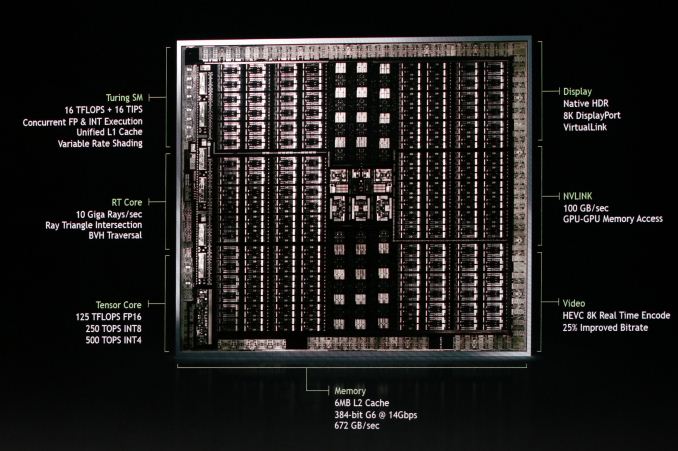 Turing SM
16 TFLOPS + 16 TIPS
Concurrent FP & INT Execution
Unified L1 Cache
Variable Rate Shading
RT Core
10 Giga Rays/sec
Ray Triangle Intersection
BVH Traversal
Tensor Core
125 TFLOPS FP16
250 TOPS INT8
500 TOPS INT4
Display
Native HDR
8K DisplayPort
VirtualLink
NVLINK
100 GB/sec
GPU-GPU Memory Access
Video
HEVC 8K Real Time Encode
25% Improved Bitrate
Memory
6MB L2 Cache
384-bit G6 @ 14Gbps
672 GB/sec